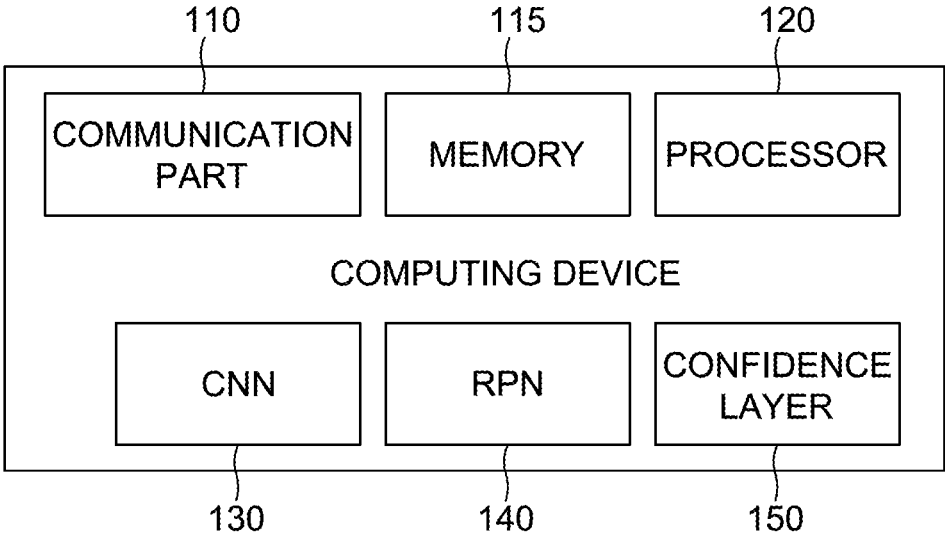 110 115 120
COMMUNICATION
PART
MEMORY
PROCESSOR
COMPUTING DEVICE
CNN
RPN
CONFIDENCE
LAYER
130 140 150